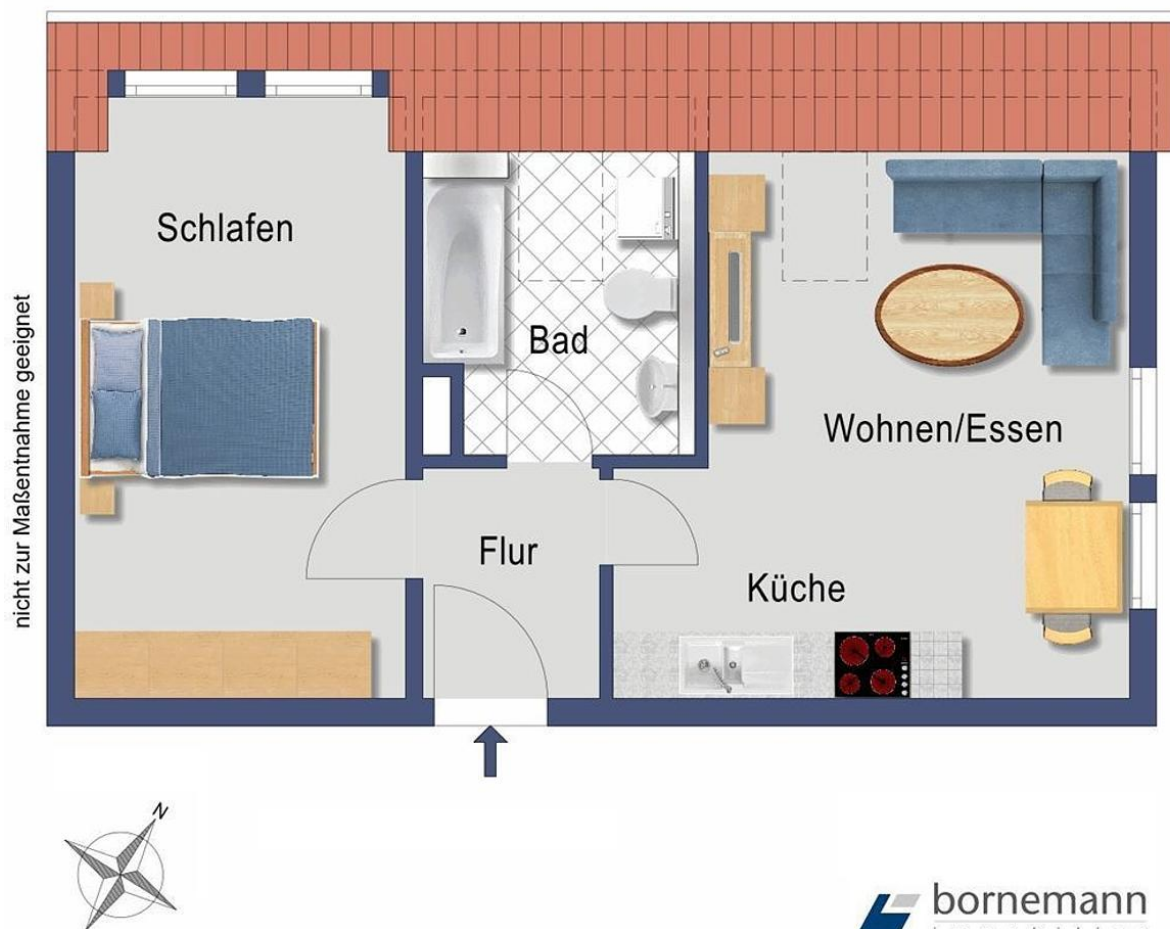 Schlafen
Bad
Wohnen/Essen
Flur
Küche
nicht zur Maßentnahme geeignet
N
bornemann